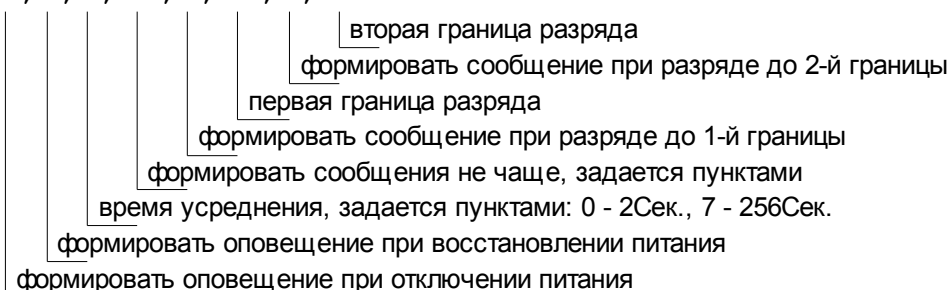 вторая граница разряда
формировать сообщение при разряде до 2-й границы
первая граница разряда
формировать сообщение при разряде до 1-й границы
формировать сообщения не чаще, задается пунктами
время усреднения, задается пунктами: 0 - 2Сек., 7 - 256Сек.
формировать оповещение при восстановлении питания
формировать оповещение при отключении питания